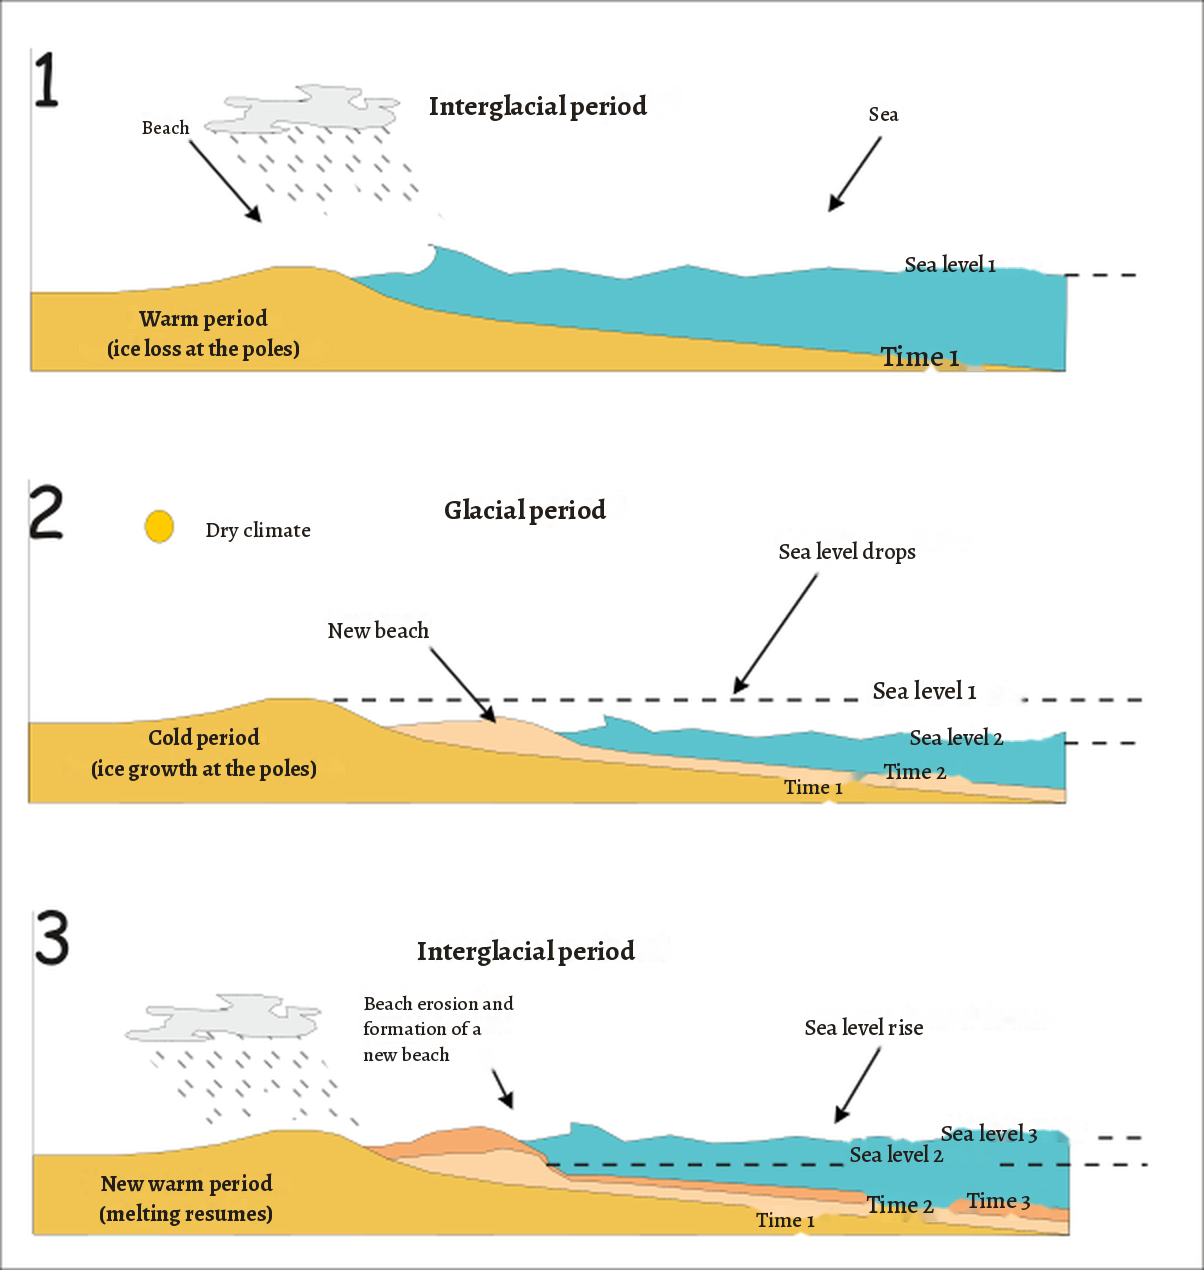 1
Interglacial period
Beach
Sea
Sea level 1
Warm period
(ice loss at the poles)
Time 1
2
Glacial period
Dry climate
Sea level drops
New beach
Sea level 1
Sea level 2
Cold period
(ice growth at the poles)
Time 2
Time 1
3
Interglacial period
Beach erosion and
formation of a
new beach
Sea level rise
Sea level 3
Sea level 2
New warm period
(melting resumes)
Time 3
Time 2
Time 1